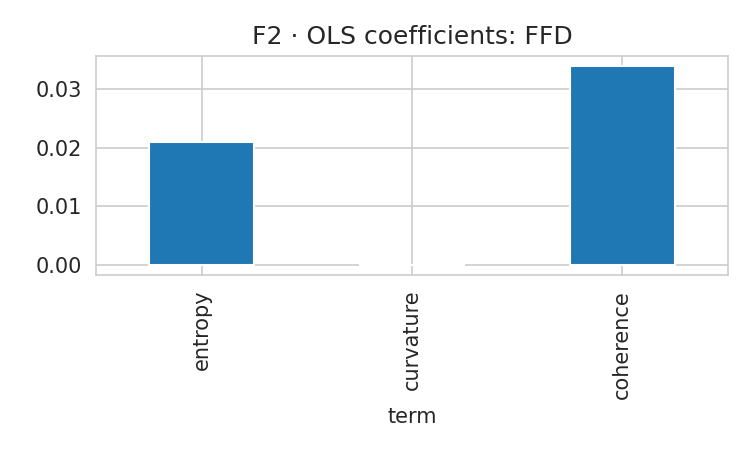 F2 · OLS coefficients: FFD
0.03
0.02
0.01
0.00
entropy
curvature
coherence
term